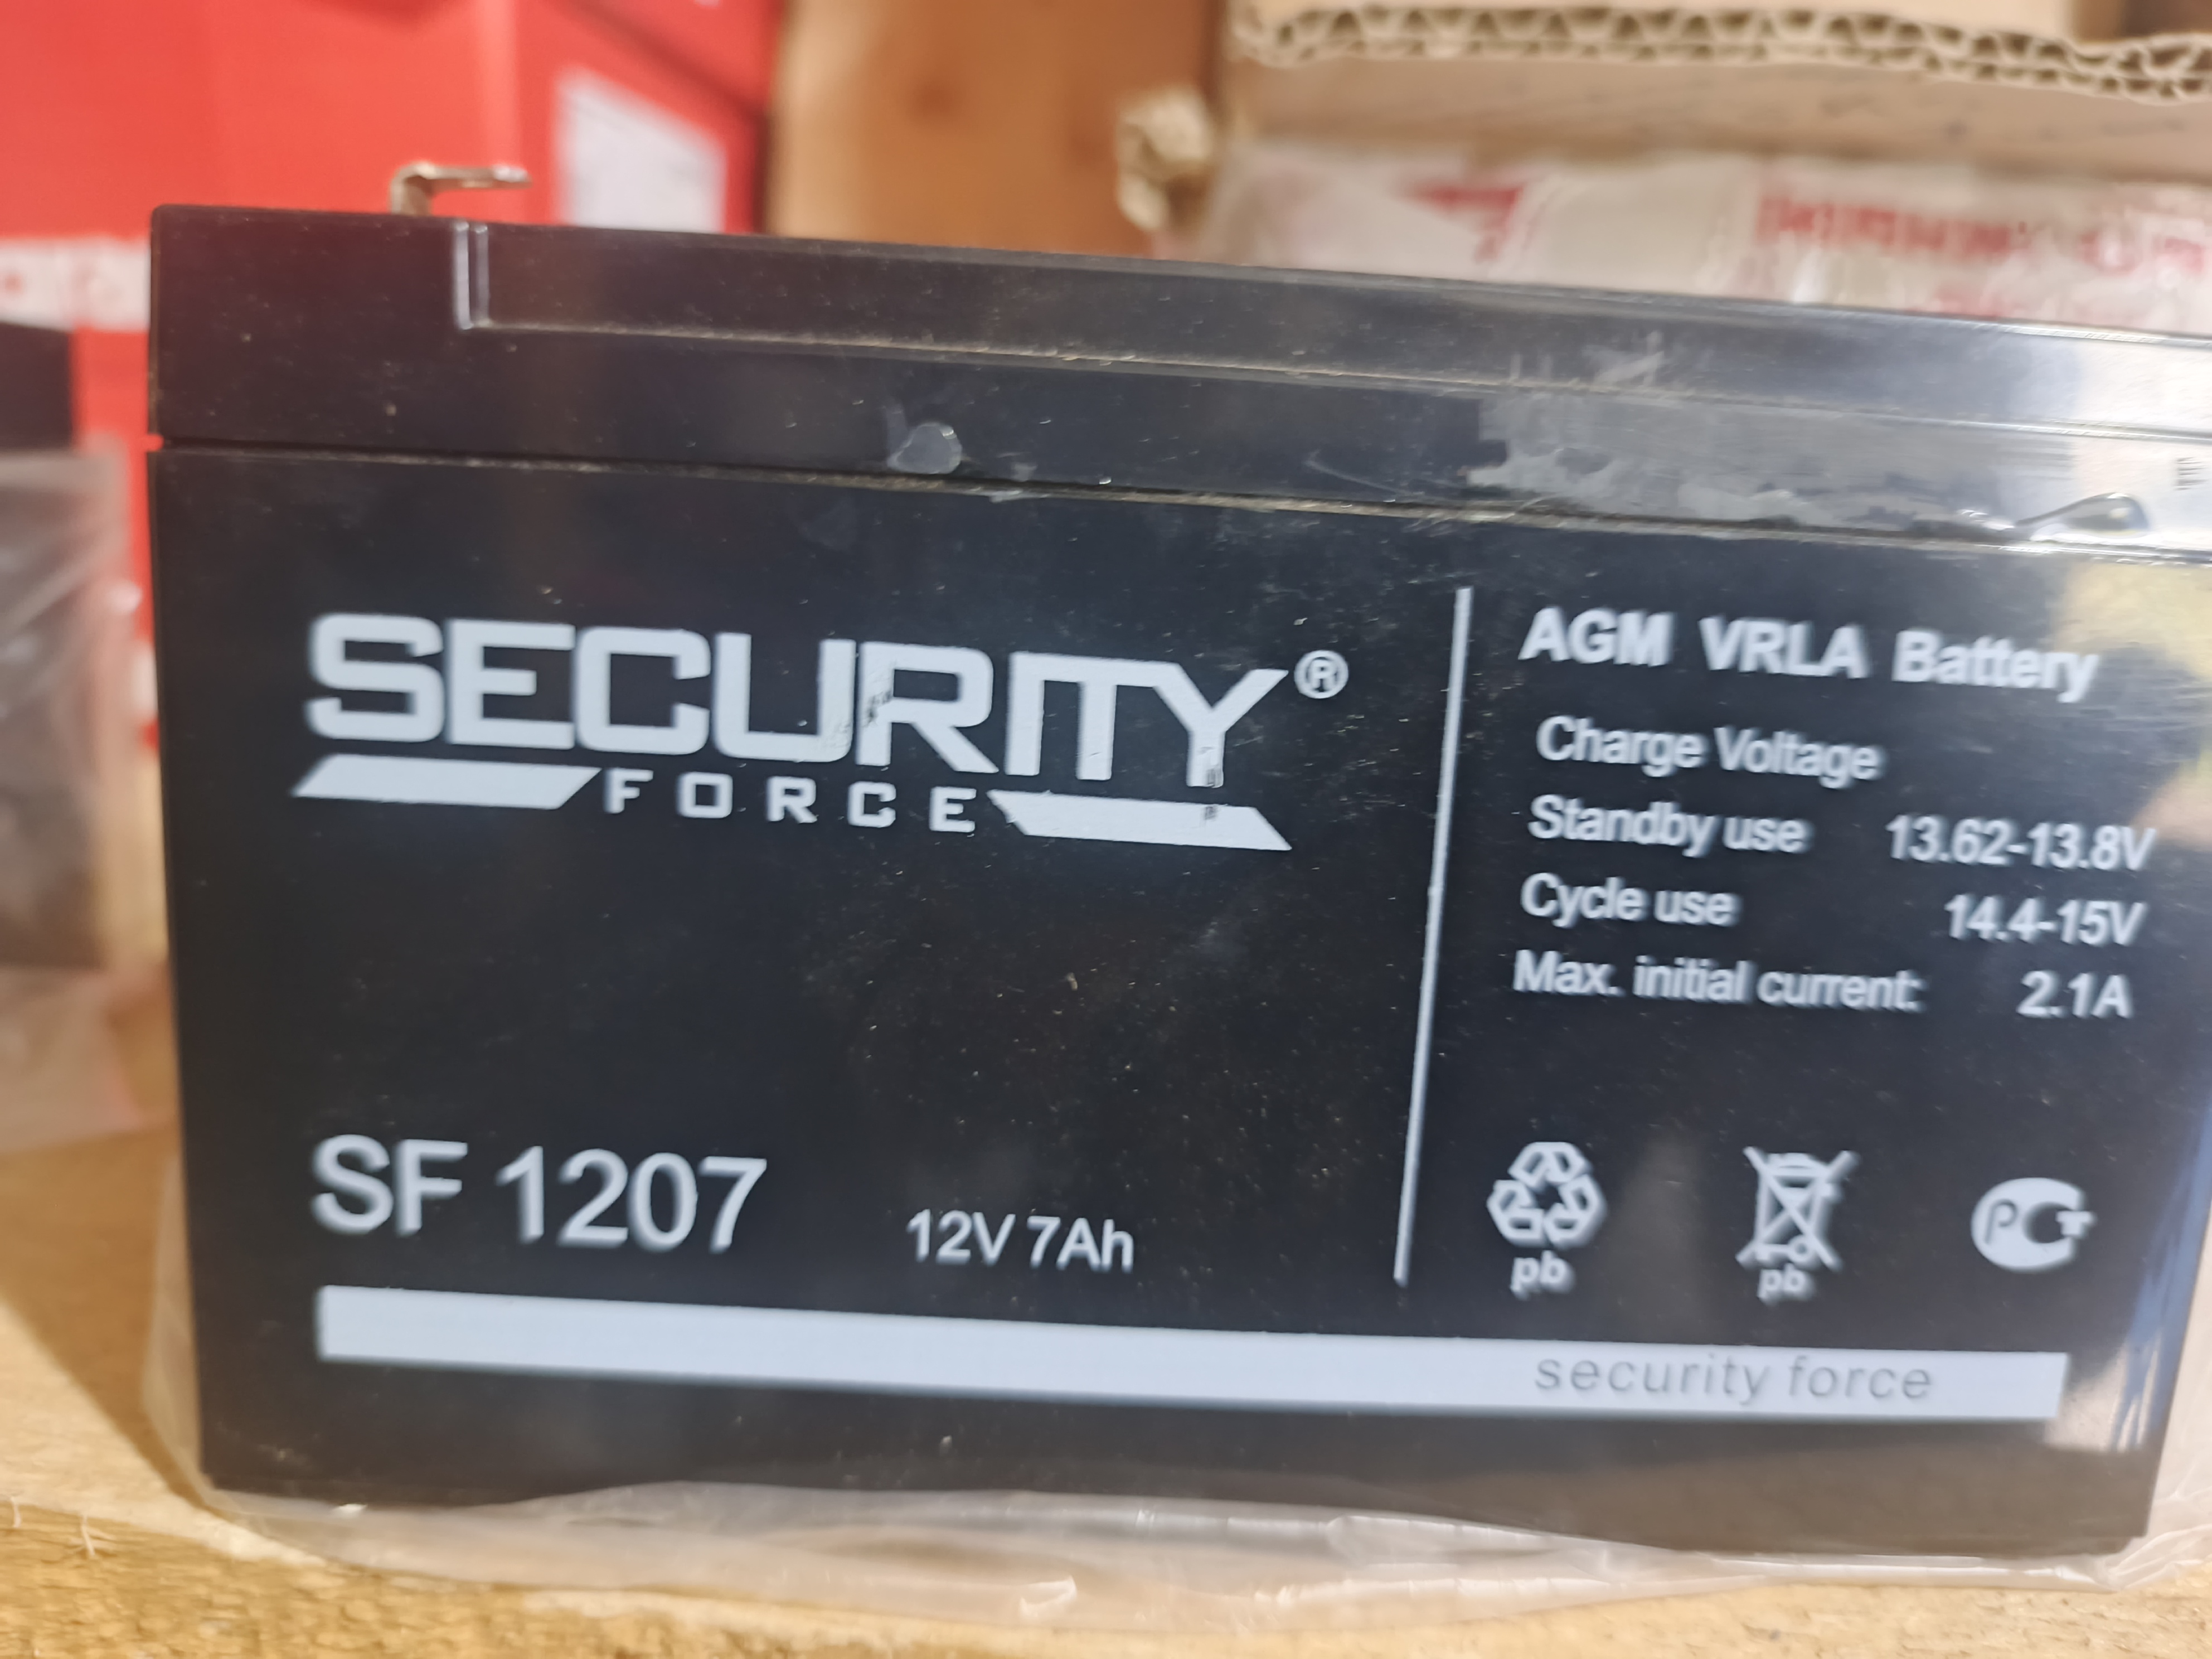 SECURITY®
FORCE
AGM VRLA Battery
Charge Voltage
Standby use 13.62-13.8V
Cycle use 14.4-15V
Max. initial current: 2.1A
SF 1207 12V 7Ah
pb pb РСТ
security force